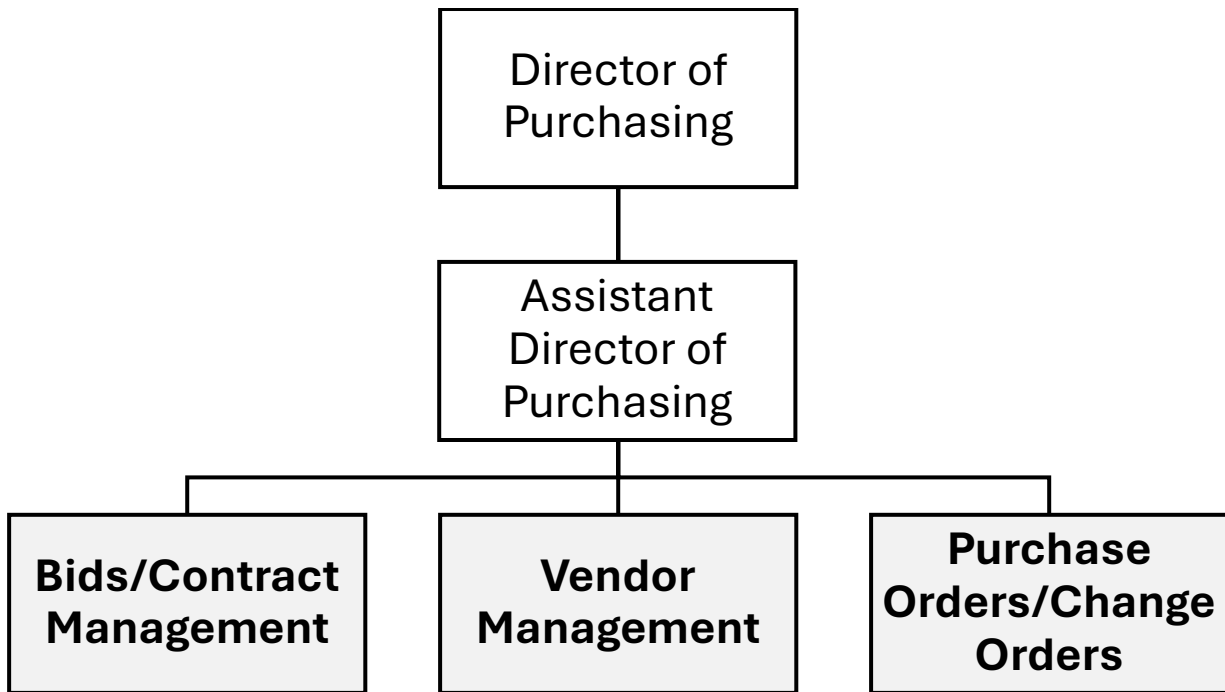 Director of
Purchasing
Assistant
Director of
Purchasing
Bids/Contract
Management
Vendor
Management
Purchase
Orders/Change
Orders